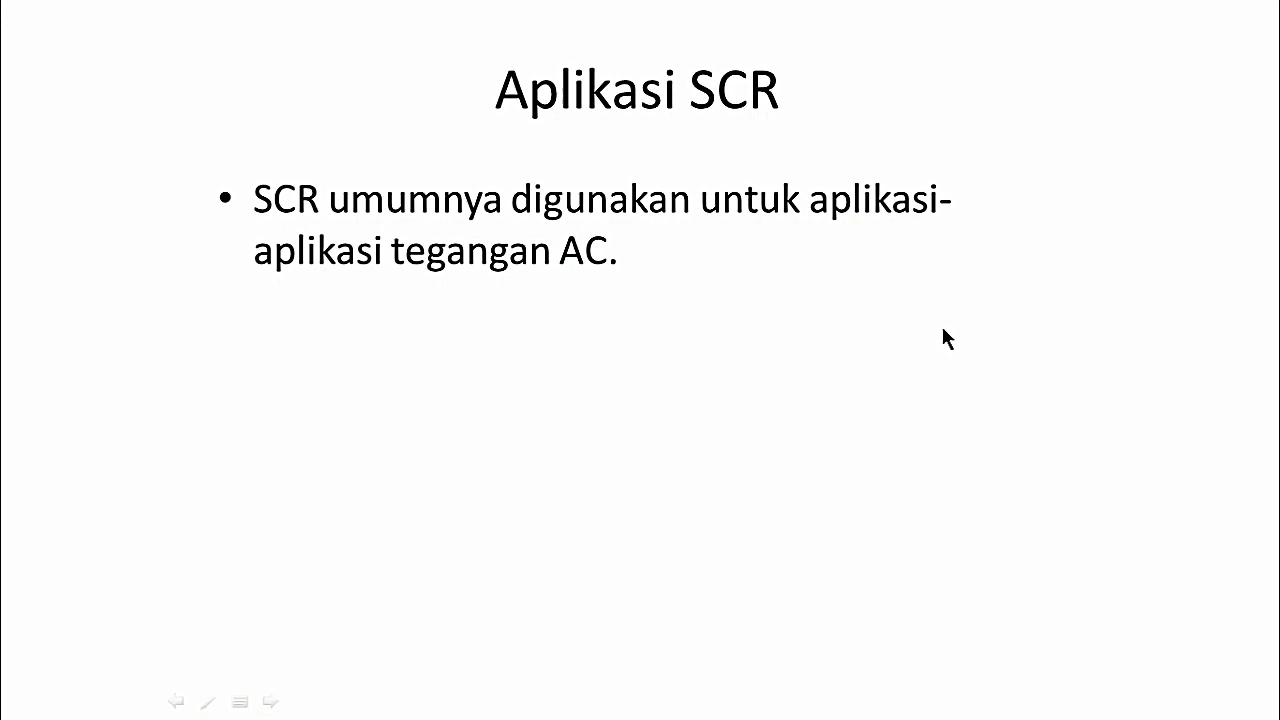 Aplikasi SCR
• SCR umumnya digunakan untuk aplikasi-
aplikasi tegangan AC.